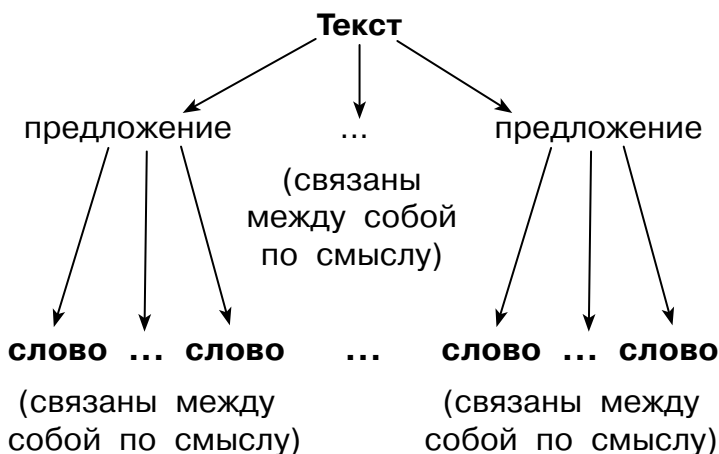 Текст
предложение ... предложение
(связаны
между собой
по смыслу)
слово ... слово ... слово ... слово
(связаны между (связаны между
собой по смыслу) собой по смыслу)